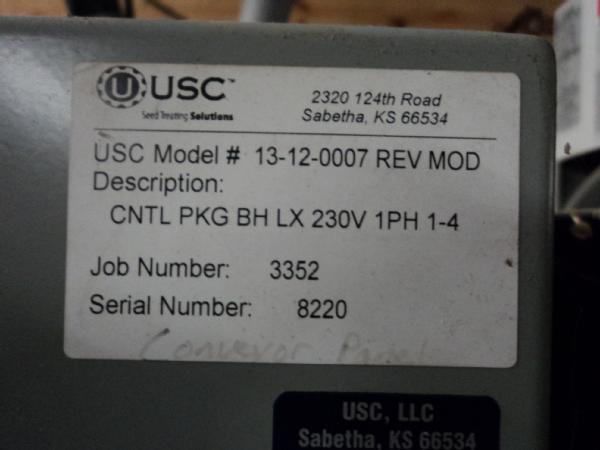 USC™
Seed Treating Solutions
2320 124th Road
Sabetha, KS 66534
USC Model # 13-12-0007 REV MOD
Description:
CNTL PKG BH LX 230V 1PH 1-4
Job Number: 3352
Serial Number: 8220
Conveyor Panel
USC, LLC
Sabetha, KS 66534